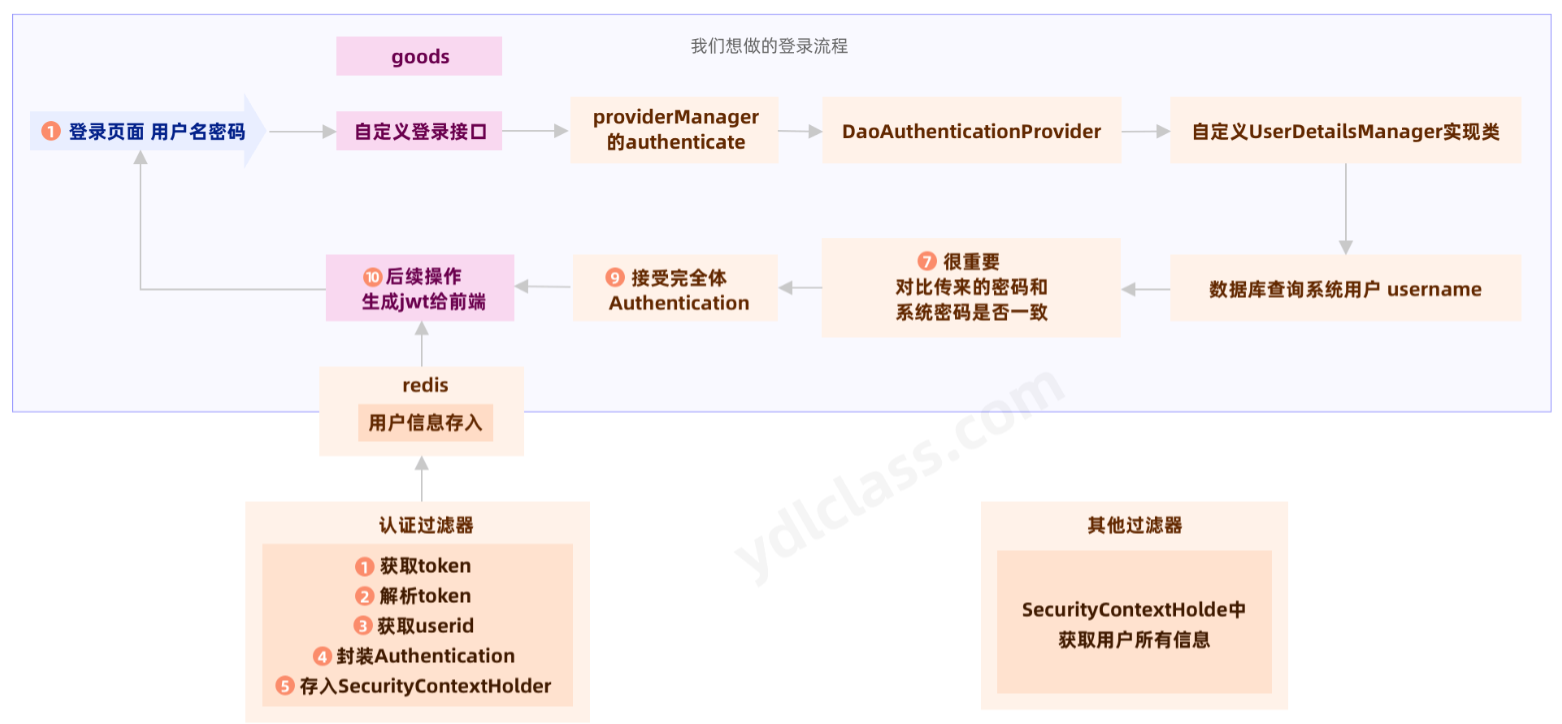 我们想做的登录流程
goods
1 登录页面 用户名密码
自定义登录接口
providerManager
的authenticate
DaoAuthenticationProvider
自定义UserDetailsManager实现类
10 后续操作
生成jwt给前端
9 接受完全体
Authentication
7 很重要
对比传来的密码和
系统密码是否一致
数据库查询系统用户 username
redis
用户信息存入
ydlclass.com
认证过滤器
1 获取token
2 解析token
3 获取userid
4 封装Authentication
5 存入SecurityContextHolder
其他过滤器
SecurityContextHolde中
获取用户所有信息